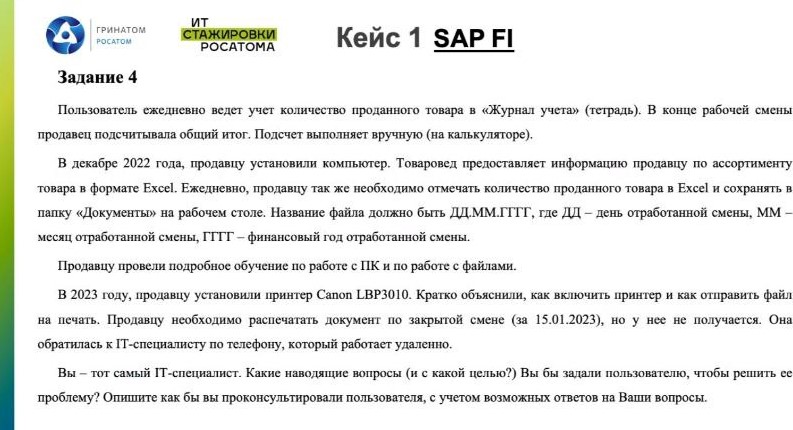 ГРИНАТОМ
РОСАТОМ
ИТ
СТАЖИРОВКИ
РОСАТОМА
Кейс 1 SAP FI
Задание 4
Пользователь ежедневно ведет учет количество проданного товара в «Журнал учета» (тетрадь). В конце рабочей смены
продавец подсчитывала общий итог. Подсчет выполняет вручную (на калькуляторе).
В декабре 2022 года, продавцу установили компьютер. Товаровед предоставляет информацию продавцу по ассортименту
товара в формате Excel. Ежедневно, продавцу так же необходимо отмечать количество проданного товара в Excel и сохранять в
папку «Документы» на рабочем столе. Название файла должно быть ДД.ММ.ГГГГ, где ДД – день отработанной смены, ММ –
месяц отработанной смены, ГГГГ – финансовый год отработанной смены.
Продавцу провели подробное обучение по работе с ПК и по работе с файлами.
В 2023 году, продавцу установили принтер Canon LBP3010. Кратко объяснили, как включить принтер и как отправить файл
на печать. Продавцу необходимо распечатать документ по закрытой смене (за 15.01.2023), но у нее не получается. Она
обратилась к IT-специалисту по телефону, который работает удаленно.
Вы – тот самый IT-специалист. Какие наводящие вопросы (и с какой целью?) Вы бы задали пользователю, чтобы решить ее
проблему? Опишите как бы вы проконсультировали пользователя, с учетом возможных ответов на Ваши вопросы.